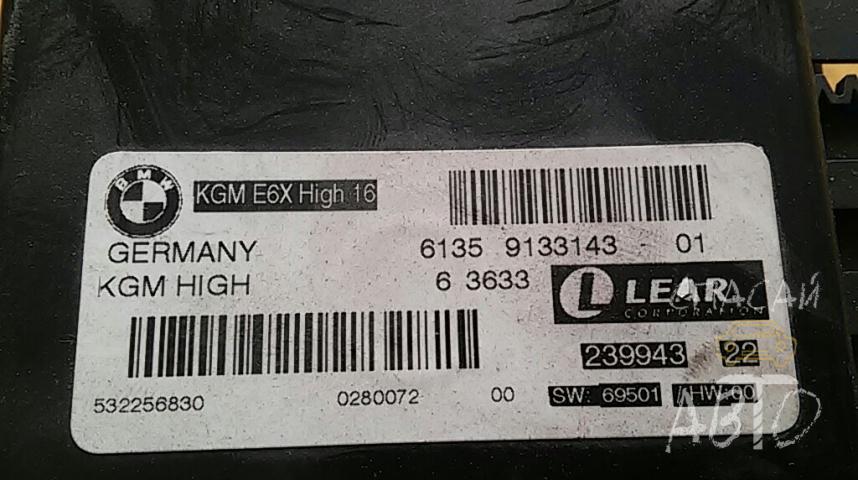 BMW
KGM E6X High 16
GERMANY
6135 9133143 - 01
KGM HIGH
6 3633
L LEAR
CORPORATION
239943 22
532256830 0280072 00 SW: 69501 /HW:00
АВТО